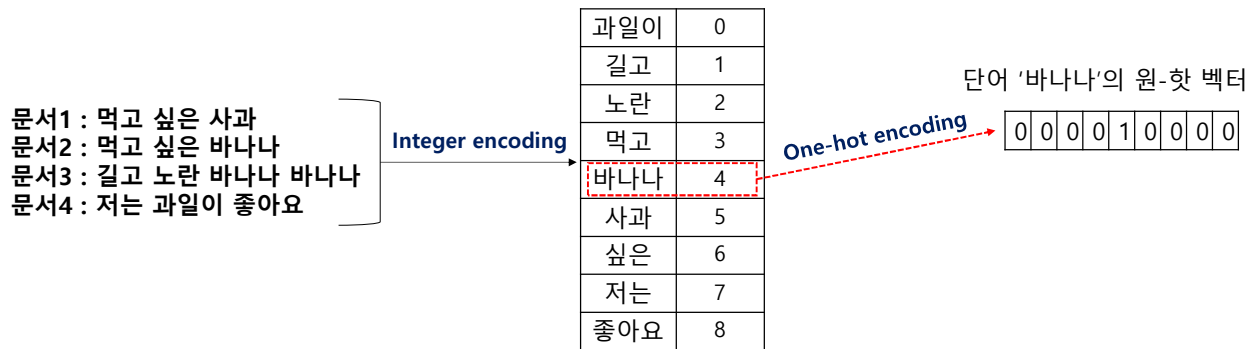 문서1 : 먹고 싶은 사과
문서2 : 먹고 싶은 바나나
문서3 : 길고 노란 바나나 바나나
문서4 : 저는 과일이 좋아요
Integer encoding
과일이 0
길고 1
노란 2
먹고 3
바나나 4
사과 5
싶은 6
저는 7
좋아요 8
One-hot encoding
단어 '바나나'의 원-핫 벡터
0 0 0 0 1 0 0 0 0